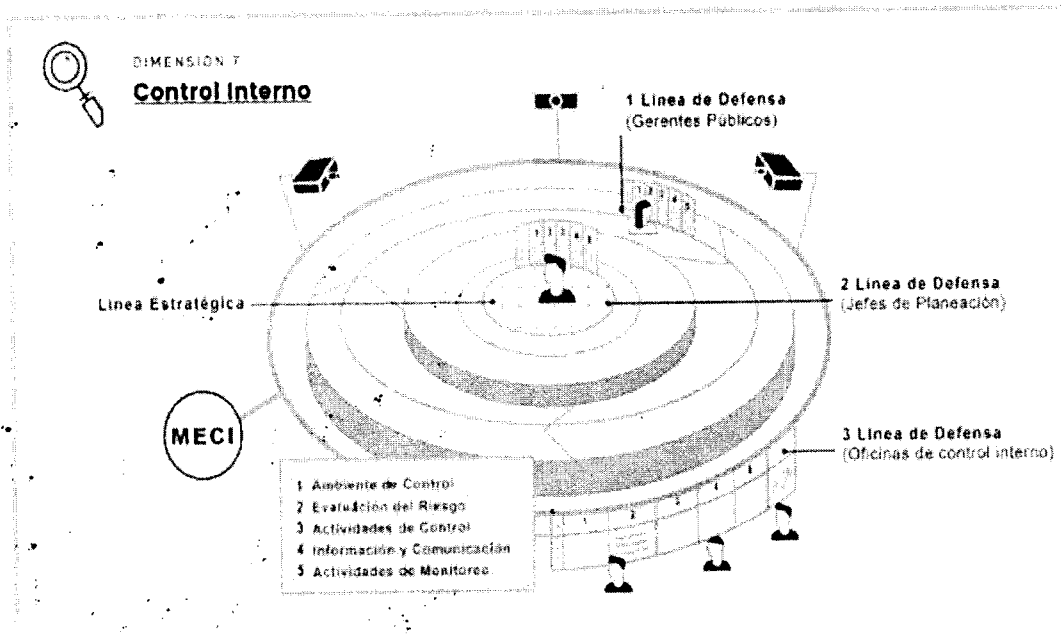 DIMENSIÓN 7
Control Interno
1 Línea de Defensa
(Gerentes Públicos)
Línea Estratégica
2 Línea de Defensa
(Jefes de Planeación)
MECI
3 Línea de Defensa
(Oficinas de control interno)
1 Ambiente de Control
2 Evaluación del Riesgo
3 Actividades de Control
4 Información y Comunicación
5 Actividades de Monitoreo